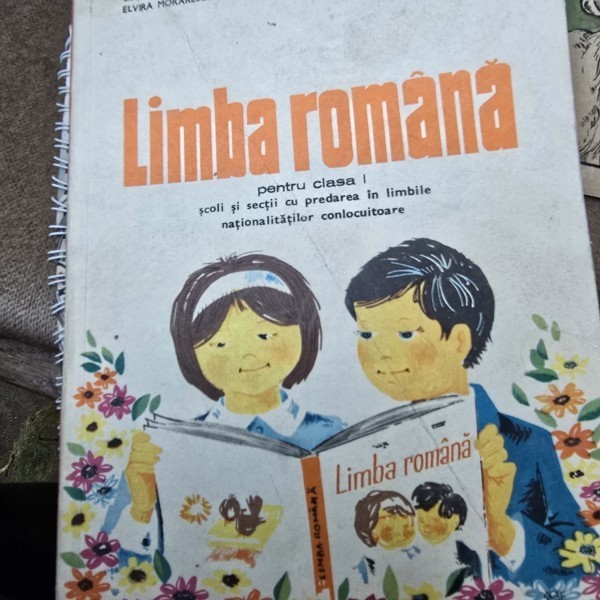 ELVIRA
Limba română
pentru clasa I
școli și secții cu predarea în limbile
naționalităților conlocuitoare
Limba română
LIMBA ROMÂNĂ